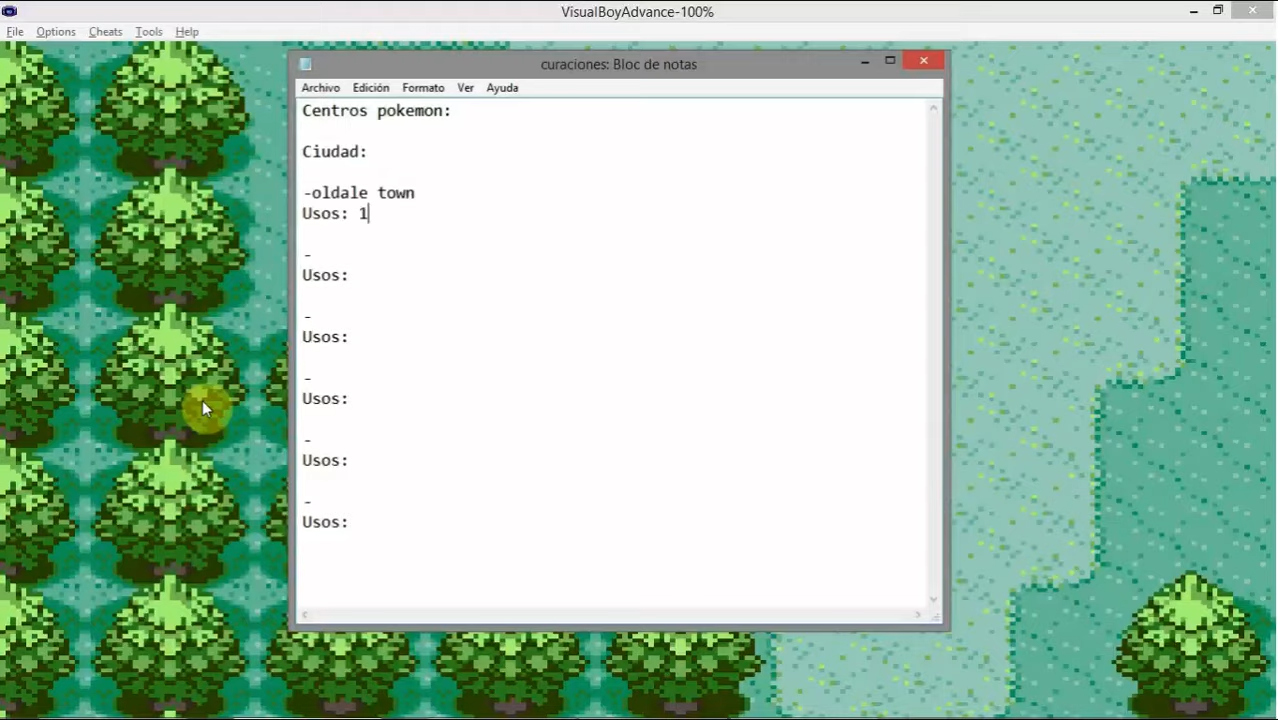 VisualBoyAdvance-100%
File Options Cheats Tools Help
curaciones: Bloc de notas
Archivo Edición Formato Ver Ayuda
Centros pokemon:
Ciudad:
-oldale town
Usos: 1
-
Usos:
-
Usos:
-
Usos:
-
Usos:
-
Usos: